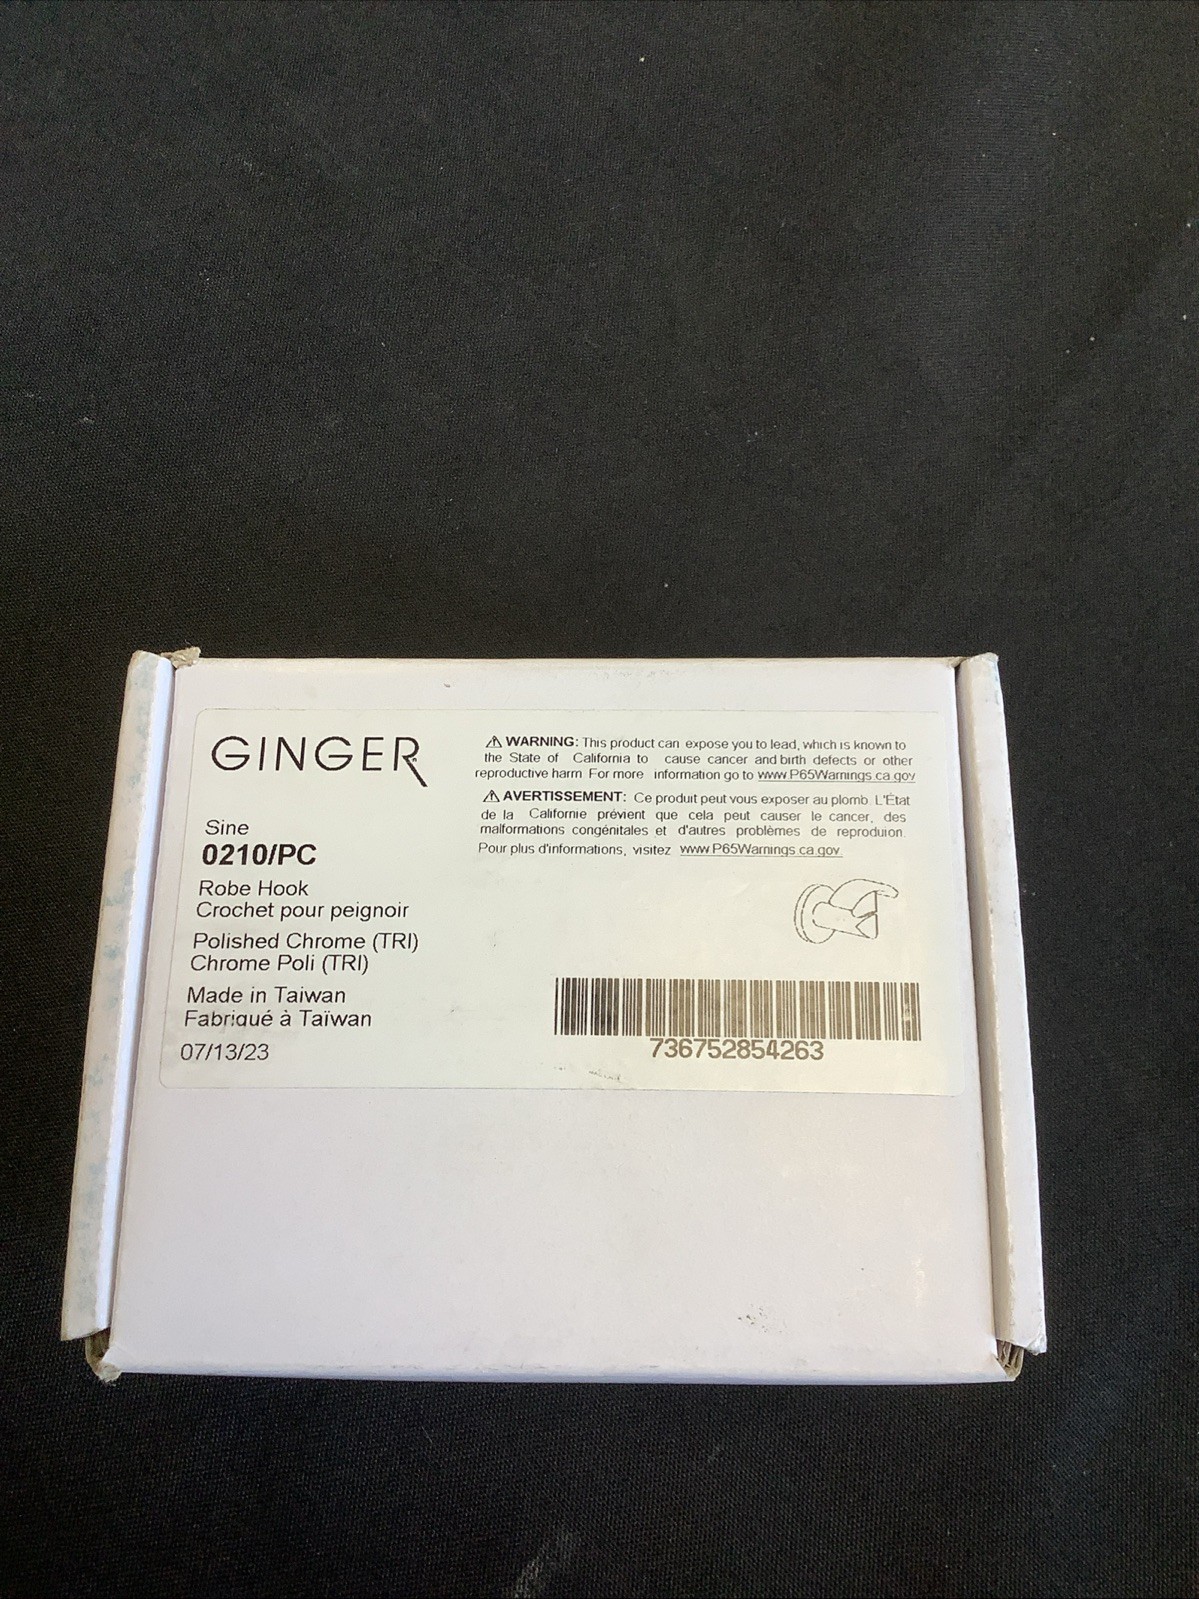 GINGER
Sine
0210/PC
Robe Hook
Crochet pour peignoir
Polished Chrome (TRI)
Chrome Poli (TRI)
Made in Taiwan
Fabriqué à Taïwan
07/13/23
⚠ WARNING: This product can expose you to lead, which is known to
the State of California to cause cancer and birth defects or other
reproductive harm For more information go to www.P65Warnings.ca.gov
⚠ AVERTISSEMENT: Ce produit peut vous exposer au plomb. L'État
de la Californie prévient que cela peut causer le cancer, des
malformations congénitales et d'autres problèmes de reproduion.
Pour plus d'informations, visitez www.P65Warnings.ca.gov
736752854263